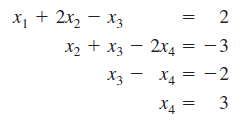 x₁ + 2x₂ − x₃ = 2
x₂ + x₃ − 2x₄ = −3
x₃ − x₄ = −2
x₄ = 3